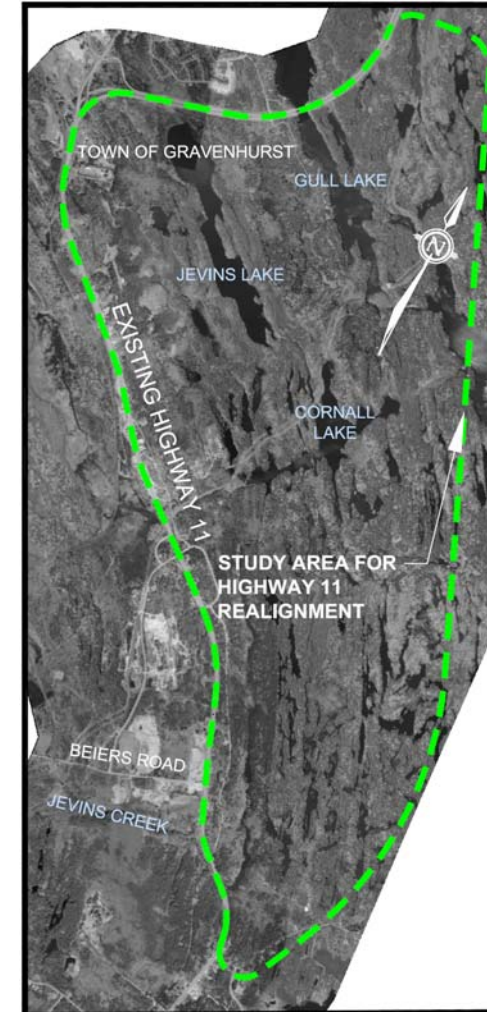 TOWN OF GRAVENHURST
GULL LAKE
JEVINS LAKE
EXISTING HIGHWAY 11
CORNALL
LAKE
STUDY AREA FOR
HIGHWAY 11
REALIGNMENT
BEIERS ROAD
JEVINS CREEK
N